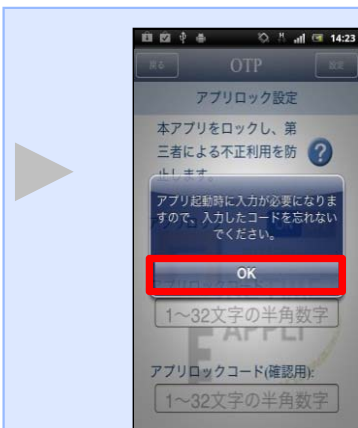 14:23
戻る
OTP
設定
アプリロック設定
本アプリをロックし、第
三者による不正利用を防
止します。
アプリ起動時に入力が必要になりま
すので、入力したコードを忘れない
でください。
OK
1～32文字の半角数字
アプリロックコード(確認用):
1～32文字の半角数字